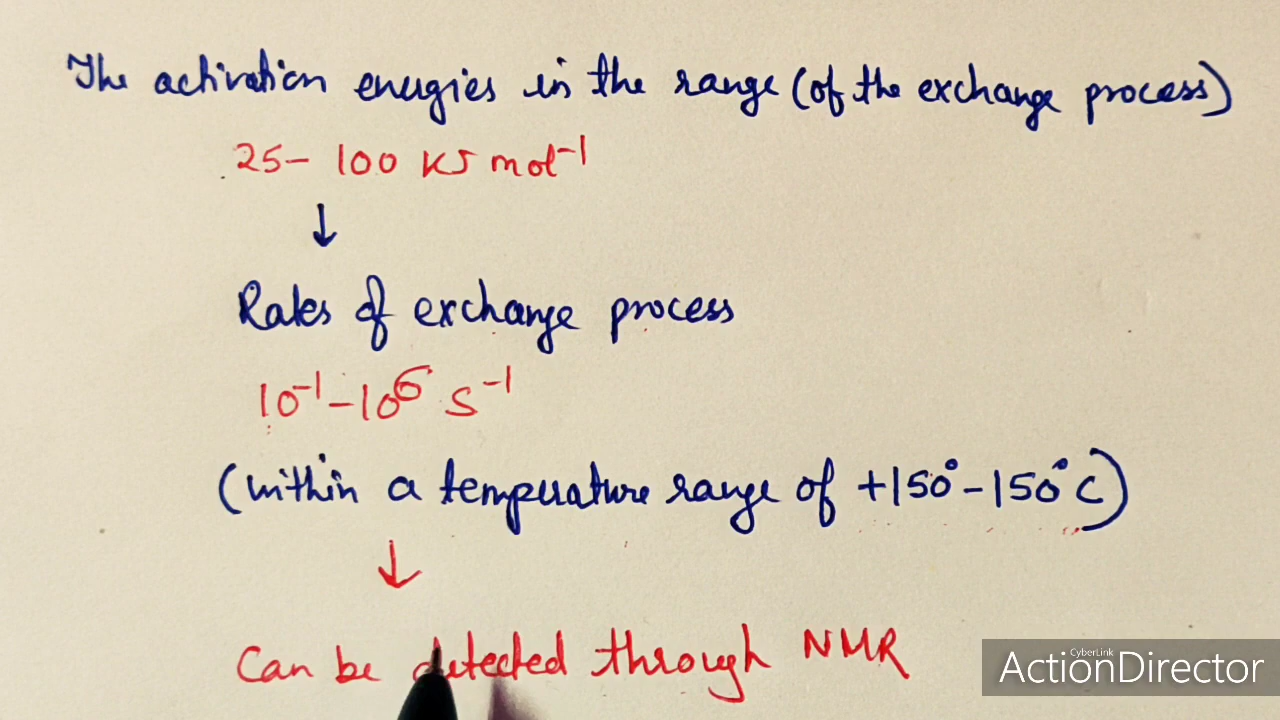 The activation energies in the range (of the exchange process)
25- 100 KJ mol⁻¹
↓
Rates of exchange process
10⁻¹-10⁶ s⁻¹
(within a temperature range of +150°-150°C)
↓
Can be detected through NMR
CyberLink
ActionDirector